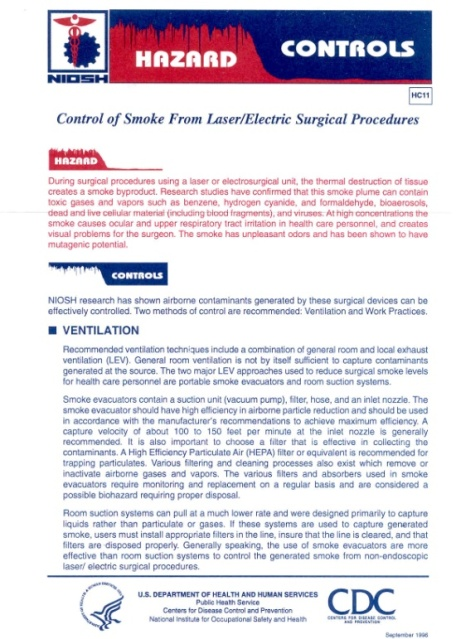 NIOSH
HAZARD CONTROLS
HC11
Control of Smoke From Laser/Electric Surgical Procedures
HAZARD
During surgical procedures using a laser or electrosurgical unit, the thermal destruction of tissue
creates a smoke byproduct. Research studies have confirmed that this smoke plume can contain
toxic gases and vapors such as benzene, hydrogen cyanide, and formaldehyde, bioaerosols,
dead and live cellular material (including blood fragments), and viruses. At high concentrations the
smoke causes ocular and upper respiratory tract irritation in health care personnel, and creates
visual problems for the surgeon. The smoke has unpleasant odors and has been shown to have
mutagenic potential.
CONTROLS
NIOSH research has shown airborne contaminants generated by these surgical devices can be
effectively controlled. Two methods of control are recommended: Ventilation and Work Practices.
■ VENTILATION
Recommended ventilation techniques include a combination of general room and local exhaust
ventilation (LEV). General room ventilation is not by itself sufficient to capture contaminants
generated at the source. The two major LEV approaches used to reduce surgical smoke levels
for health care personnel are portable smoke evacuators and room suction systems.
Smoke evacuators contain a suction unit (vacuum pump), filter, hose, and an inlet nozzle. The
smoke evacuator should have high efficiency in airborne particle reduction and should be used
in accordance with the manufacturer's recommendations to achieve maximum efficiency. A
capture velocity of about 100 to 150 feet per minute at the inlet nozzle is generally
recommended. It is also important to choose a filter that is effective in collecting the
contaminants. A High Efficiency Particulate Air (HEPA) filter or equivalent is recommended for
trapping particulates. Various filtering and cleaning processes also exist which remove or
inactivate airborne gases and vapors. The various filters and absorbers used in smoke
evacuators require monitoring and replacement on a regular basis and are considered a
possible biohazard requiring proper disposal.
Room suction systems can pull at a much lower rate and were designed primarily to capture
liquids rather than particulate or gases. If these systems are used to capture generated
smoke, users must install appropriate filters in the line, insure that the line is cleared, and that
filters are disposed properly. Generally speaking, the use of smoke evacuators are more
effective than room suction systems to control the generated smoke from non-endoscopic
laser/ electric surgical procedures.
U.S. DEPARTMENT OF HEALTH AND HUMAN SERVICES
Public Health Service
Centers for Disease Control and Prevention
National Institute for Occupational Safety and Health
CDC
CENTERS FOR DISEASE CONTROL
AND PREVENTION
September 1996